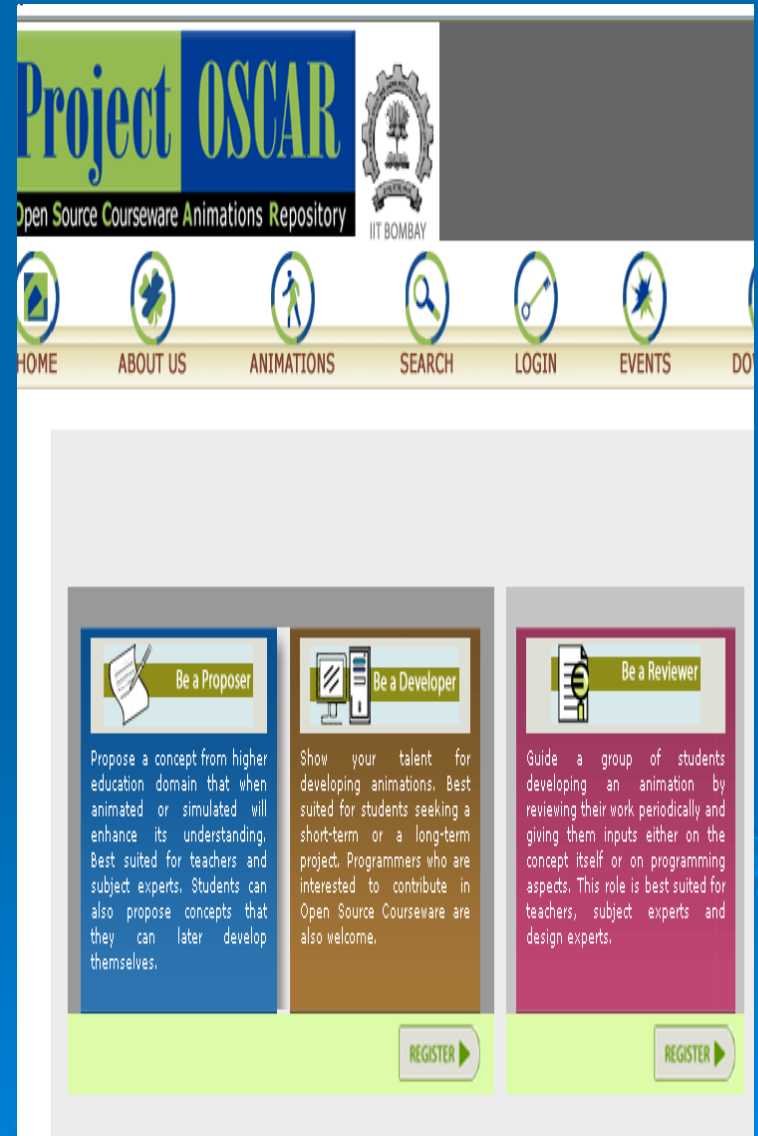 Project OSCAR
Open Source Courseware Animations Repository
IIT BOMBAY
HOME ABOUT US ANIMATIONS SEARCH LOGIN EVENTS
Be a Proposer
Propose a concept from higher
education domain that when
animated or simulated will
enhance its understanding.
Best suited for teachers and
subject experts. Students can
also propose concepts that
they can later develop
themselves.
Be a Developer
Show your talent for
developing animations. Best
suited for students seeking a
short-term or a long-term
project. Programmers who are
interested to contribute in
Open Source Courseware are
also welcome.
REGISTER
Be a Reviewer
Guide a group of students
developing an animation by
reviewing their work periodically and
giving them inputs either on the
concept itself or on programming
aspects. This role is best suited for
teachers, subject experts and
design experts.
REGISTER